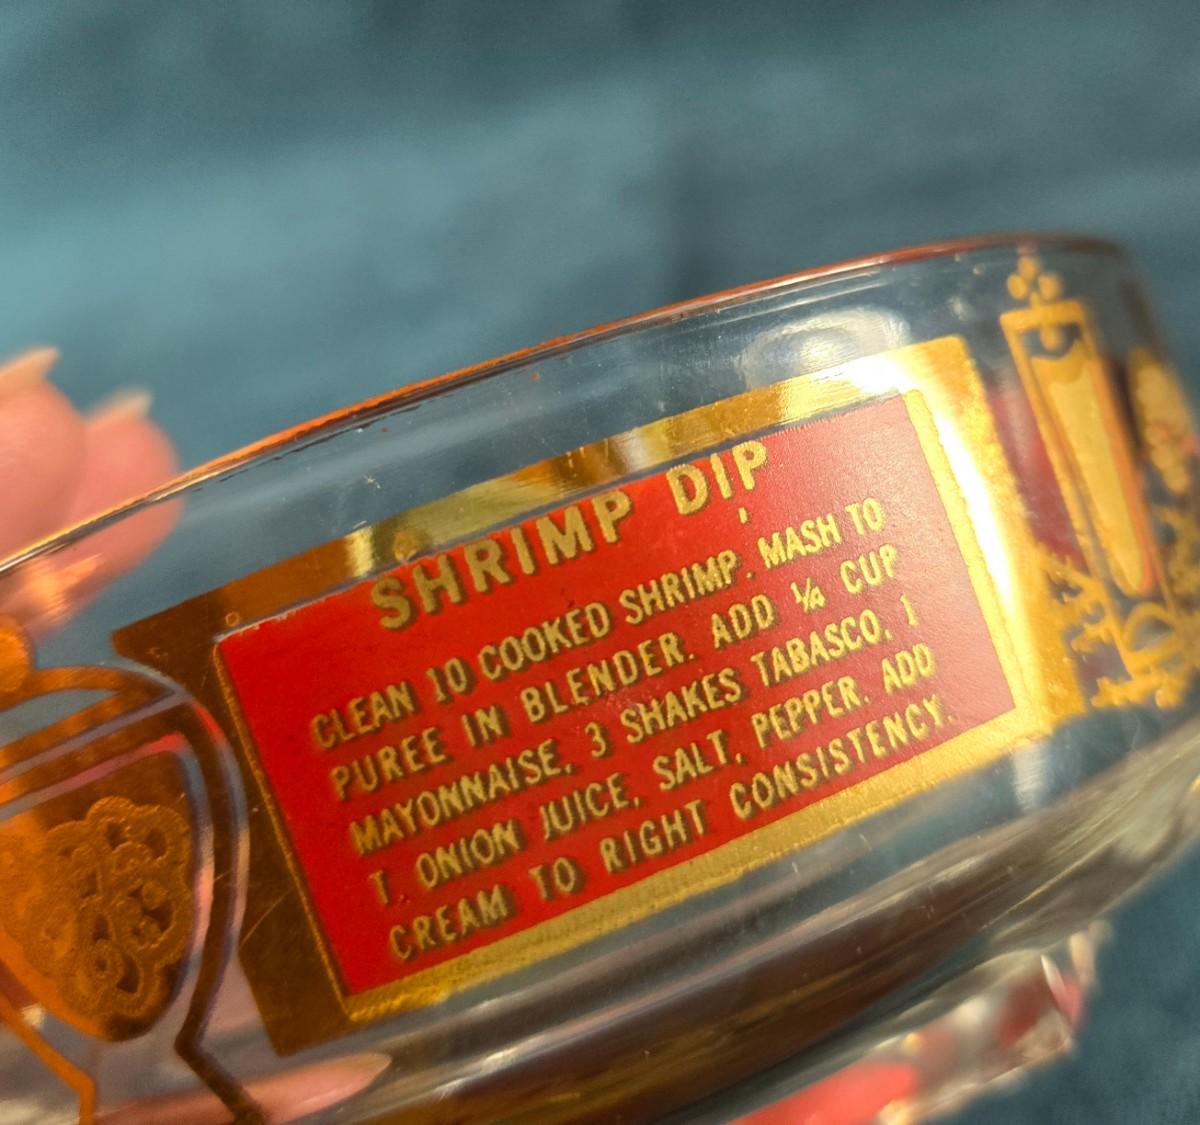 SHRIMP DIP
CLEAN 10 COOKED SHRIMP. MASH TO
PUREE IN BLENDER. ADD ¼ CUP
MAYONNAISE, 3 SHAKES TABASCO, 1
T. ONION JUICE, SALT, PEPPER. ADD
CREAM TO RIGHT CONSISTENCY.